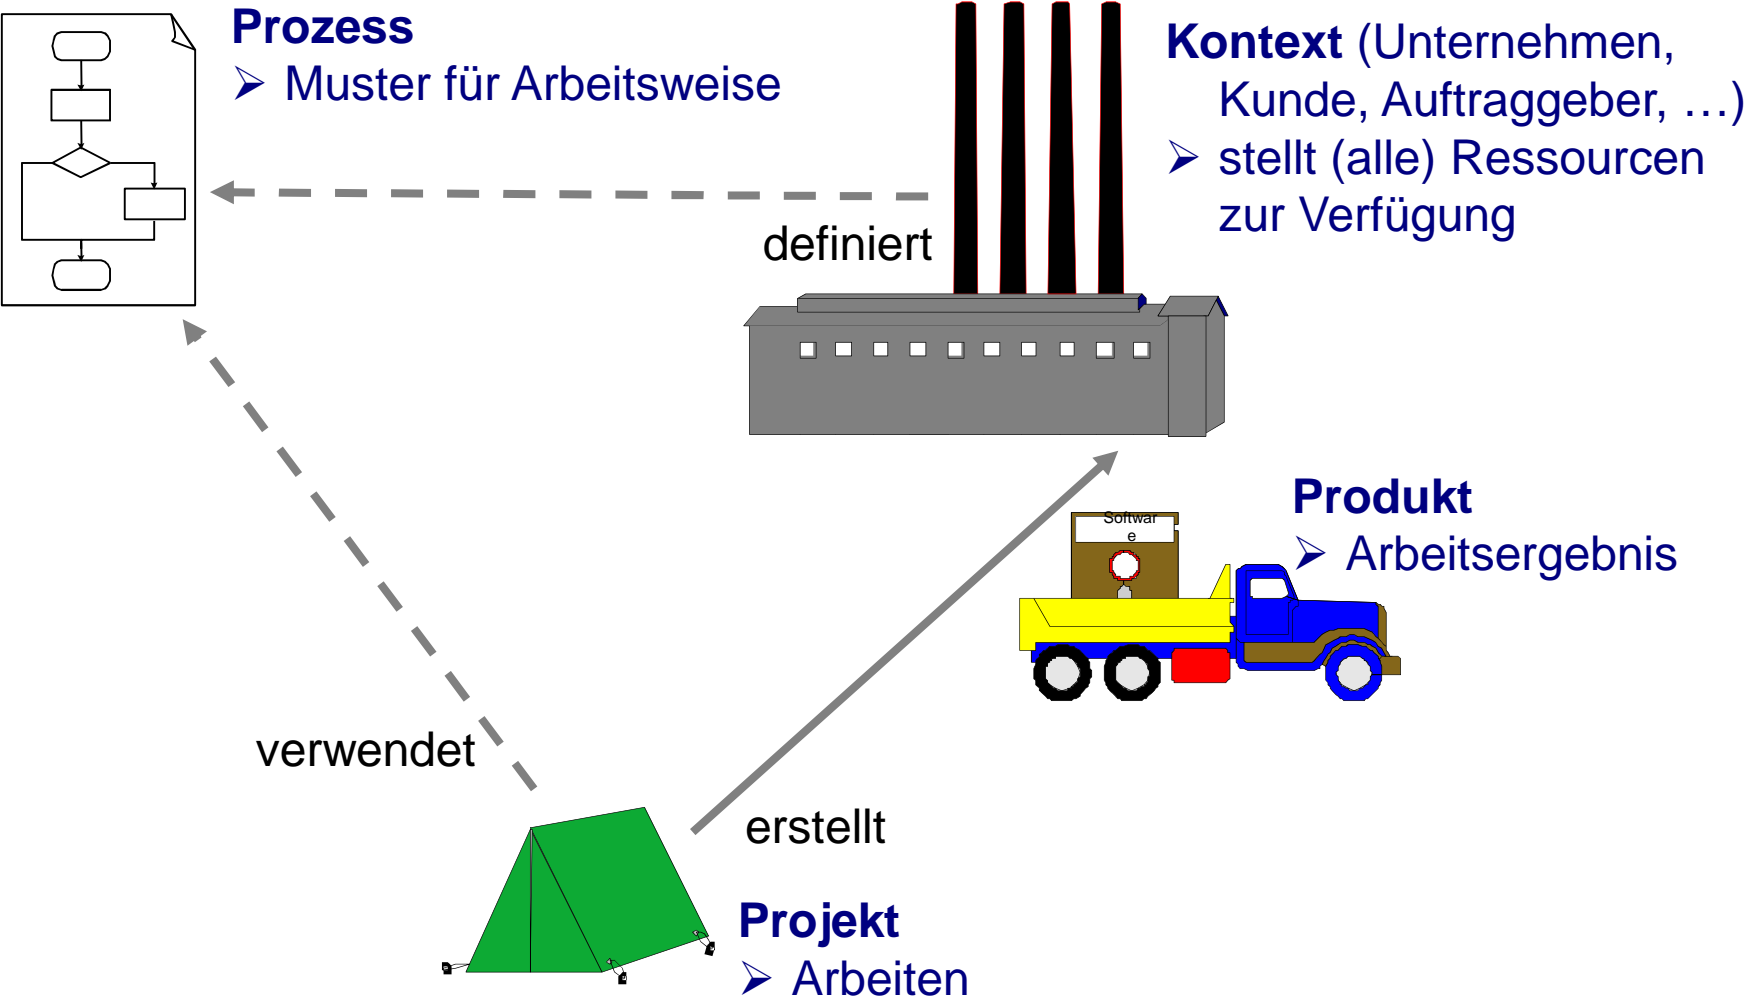 Prozess
➢ Muster für Arbeitsweise
Kontext (Unternehmen,
Kunde, Auftraggeber, …)
➢ stellt (alle) Ressourcen
zur Verfügung
definiert
Produkt
➢ Arbeitsergebnis
Softwar
e
verwendet
erstellt
Projekt
➢ Arbeiten